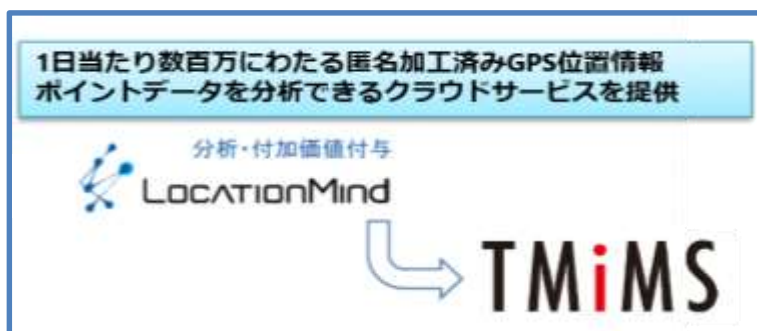 1日当たり数百万にわたる匿名加工済みGPS位置情報
ポイントデータを分析できるクラウドサービスを提供
分析・付加価値付与
LocationMind
TMiMS